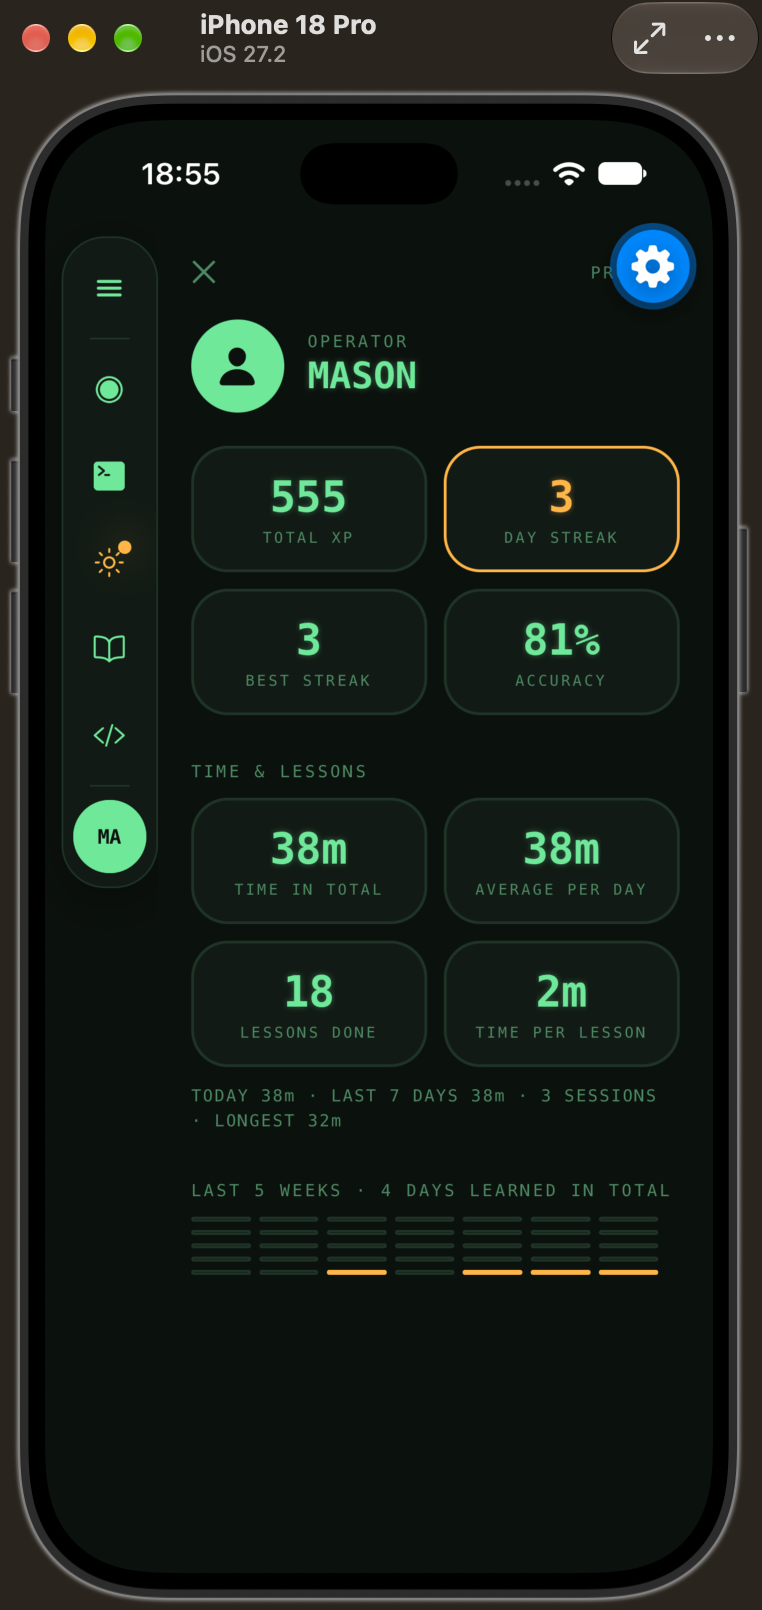 iPhone 18 Pro
iOS 27.2
18:55
OPERATOR
MASON
555
TOTAL XP
3
DAY STREAK
3
BEST STREAK
81%
ACCURACY
MA
TIME & LESSONS
38m
TIME IN TOTAL
38m
AVERAGE PER DAY
18
LESSONS DONE
2m
TIME PER LESSON
TODAY 38m · LAST 7 DAYS 38m · 3 SESSIONS
· LONGEST 32m
LAST 5 WEEKS · 4 DAYS LEARNED IN TOTAL